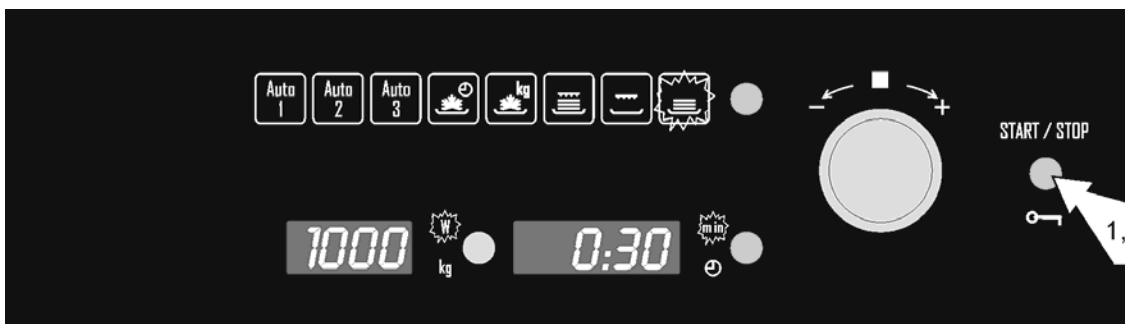 Auto 1
Auto 2
Auto 3
kg
- +
START / STOP
1000 W
kg
0:30 min
1,